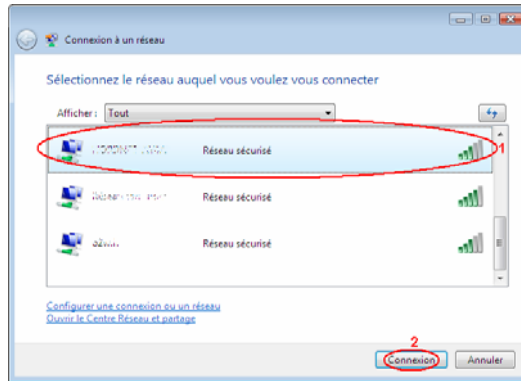 Connexion à un réseau
Sélectionnez le réseau auquel vous voulez vous connecter
Afficher : Tout
Réseau sécurisé
1
Réseau sécurisé
Réseau sécurisé
Configurer une connexion ou un réseau
Ouvrir le Centre Réseau et partage
2
Connexion Annuler